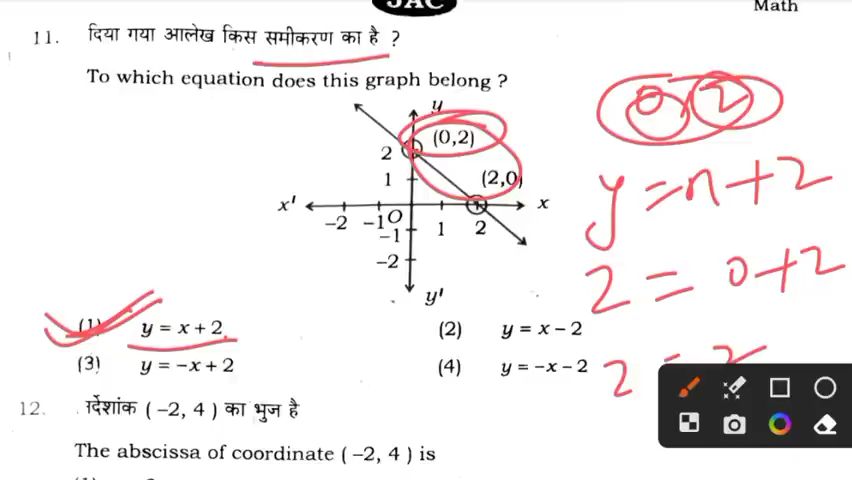 JAC
Math
11. दिया गया आलेख किस समीकरण का है ?
To which equation does this graph belong ?
y
(0,2)
2
1
(2,0)
x' x
−2 −1 O 1 2
−1
−2
y'
0, 2
y = x + 2
2 = 0 + 2
2 = 2
(1) y = x + 2. (2) y = x − 2
(3) y = −x + 2 (4) y = −x − 2
12. र्देशांक ( −2, 4 ) का भुज है
The abscissa of coordinate ( −2, 4 ) is